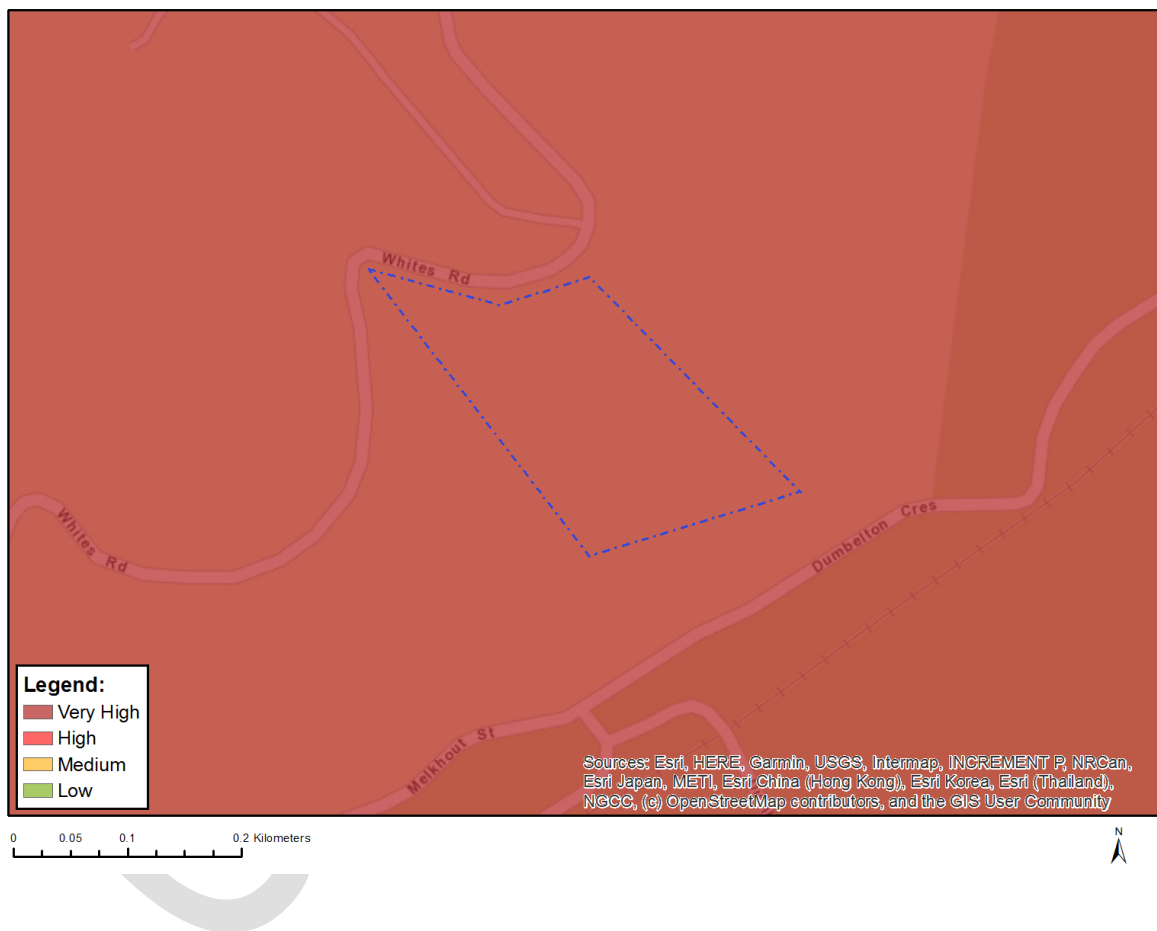 Whites Rd
Whites Rd
Dumbelton Cres
Melkhout St
Legend:
Very High
High
Medium
Low
Sources: Esri, HERE, Garmin, USGS, Intermap, INCREMENT P, NRCan,
Esri Japan, METI, Esri China (Hong Kong), Esri Korea, Esri (Thailand),
NGCC, (c) OpenStreetMap contributors, and the GIS User Community
0 0.05 0.1 0.2 Kilometers
N